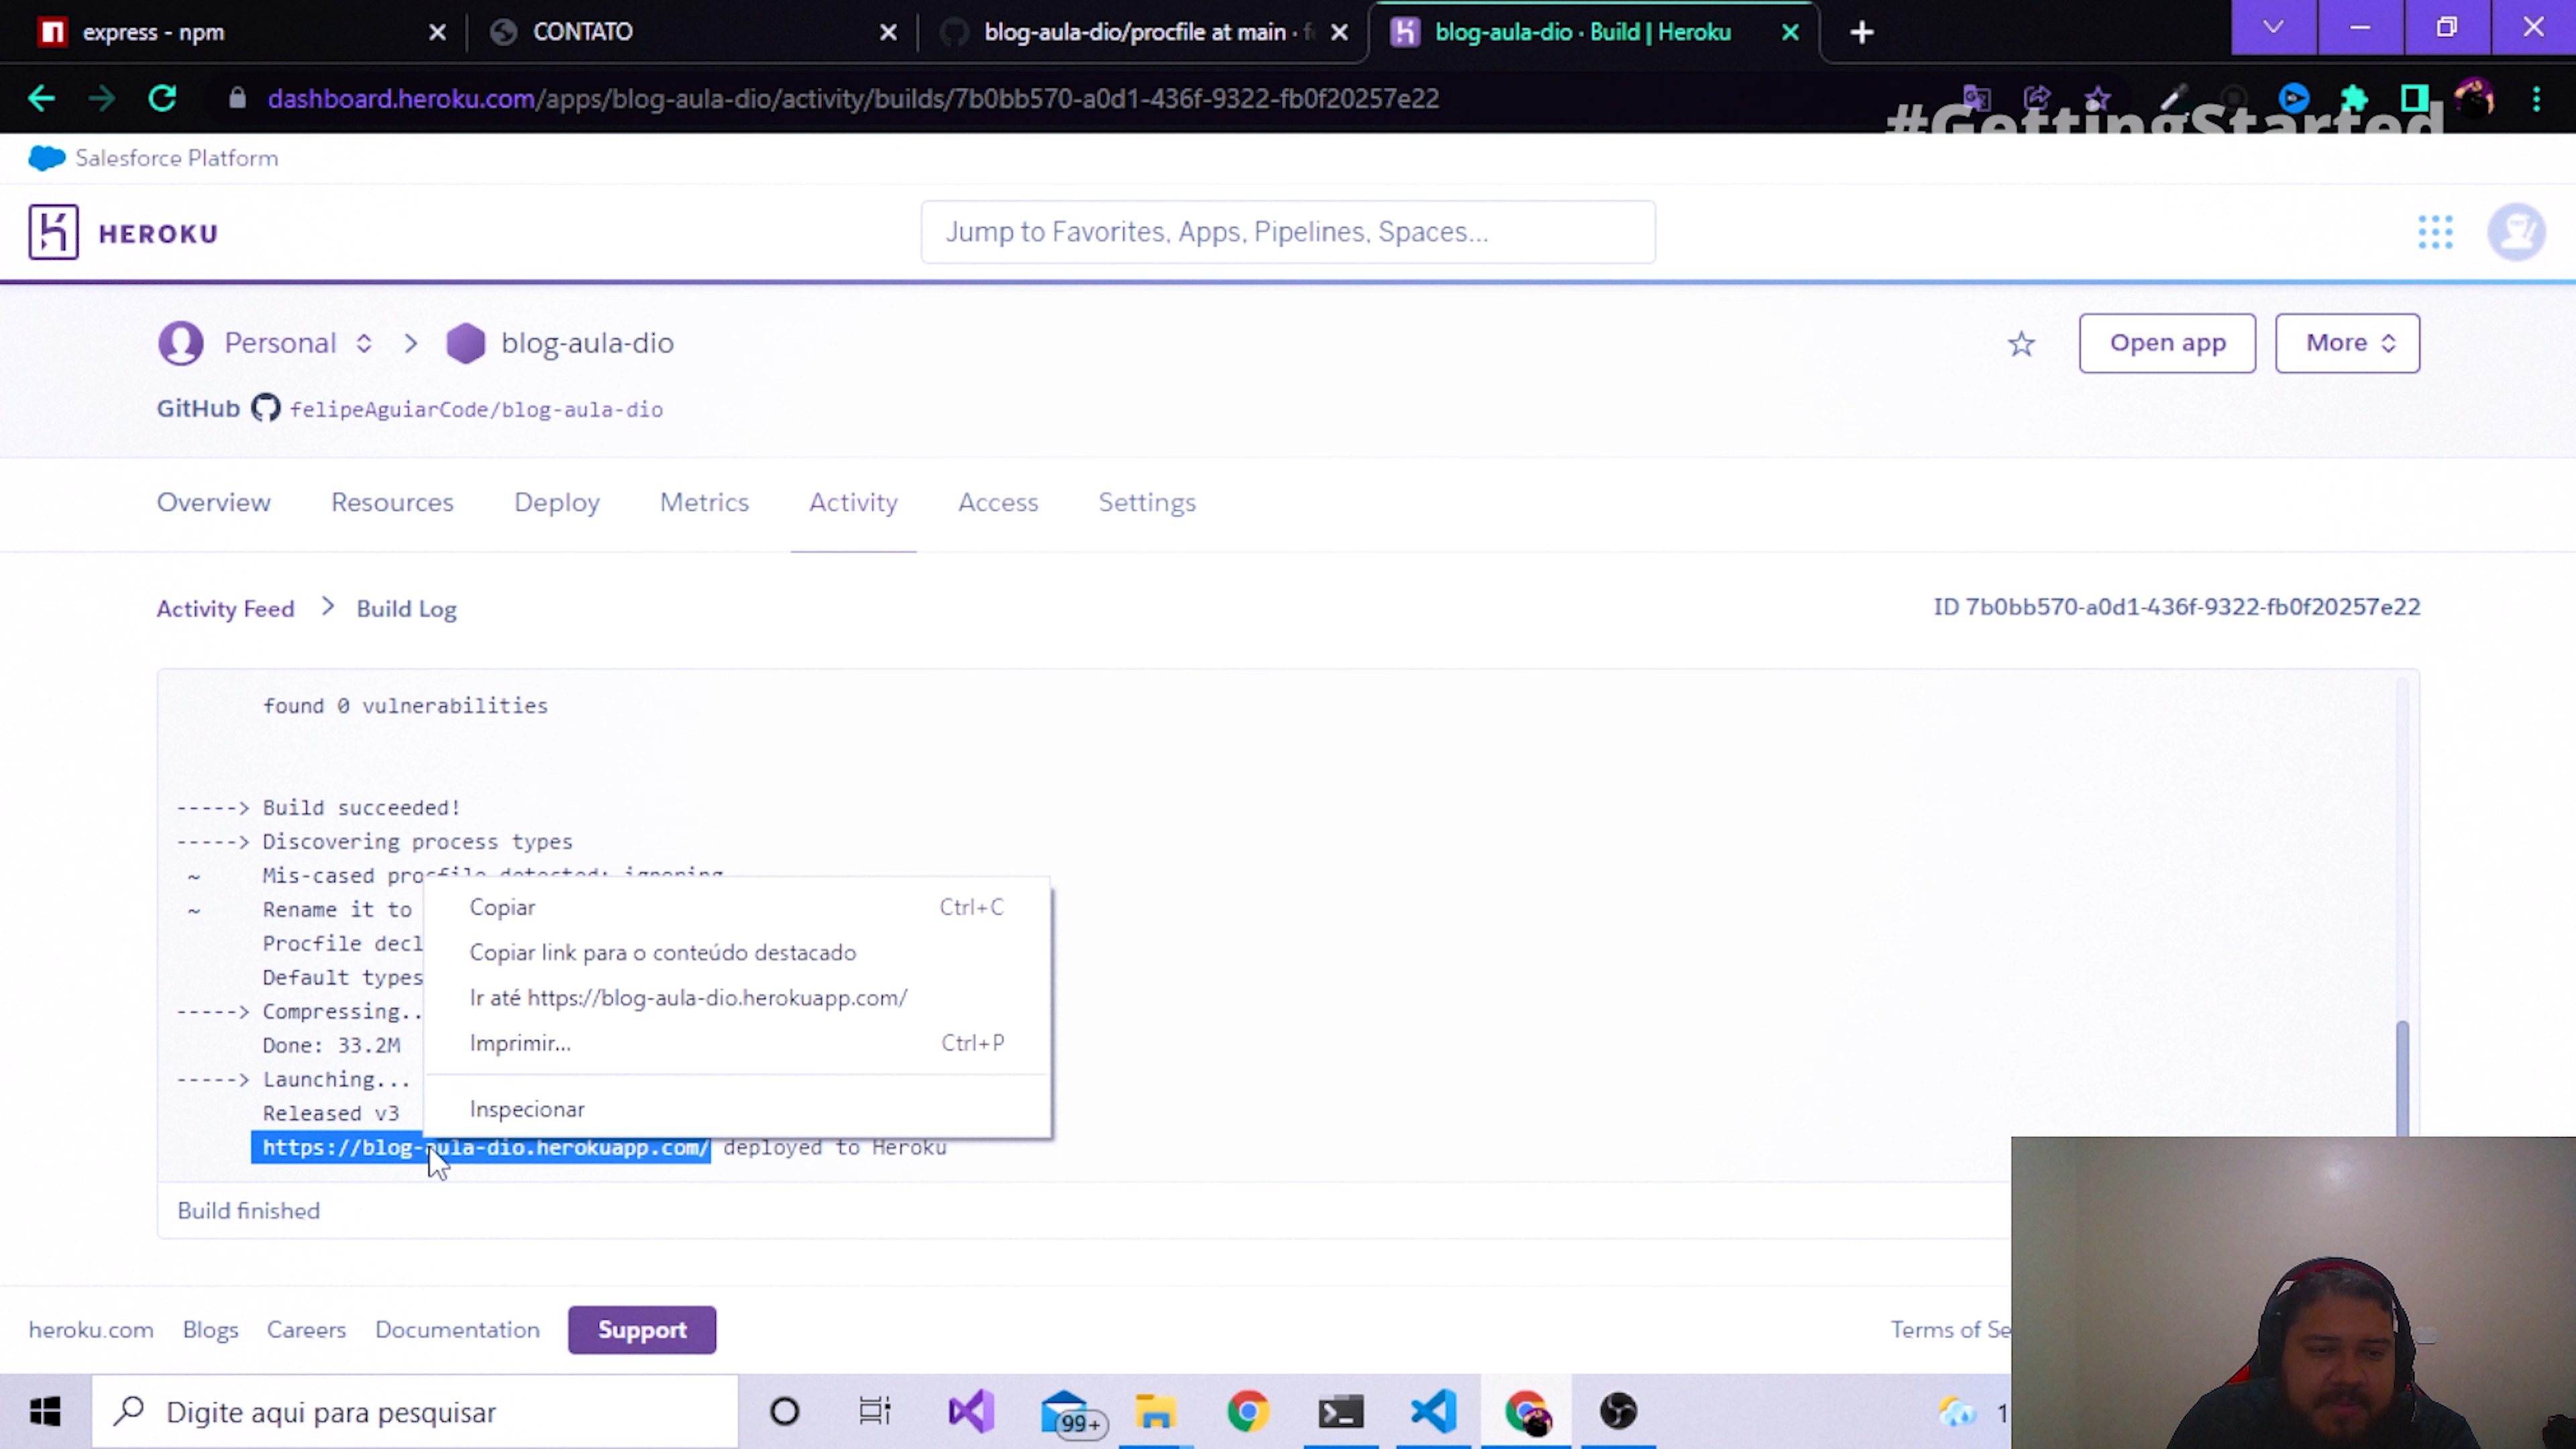 express - npm
CONTATO
blog-aula-dio/procfile at main · f
blog-aula-dio · Build | Heroku
dashboard.heroku.com/apps/blog-aula-dio/activity/builds/7b0bb570-a0d1-436f-9322-fb0f20257e22
#GettingStarted
Salesforce Platform
HEROKU
Jump to Favorites, Apps, Pipelines, Spaces...
Personal > blog-aula-dio
Open app
More
GitHub felipeAguiarCode/blog-aula-dio
Overview Resources Deploy Metrics Activity Access Settings
Activity Feed > Build Log
ID 7b0bb570-a0d1-436f-9322-fb0f20257e22
found 0 vulnerabilities
-----> Build succeeded!
-----> Discovering process types
~ Mis-cased procfile detected; ignoring.
~ Rename it to
Procfile decl
Default types
-----> Compressing..
Done: 33.2M
-----> Launching...
Released v3
https://blog-aula-dio.herokuapp.com/ deployed to Heroku
Copiar Ctrl+C
Copiar link para o conteúdo destacado
Ir até https://blog-aula-dio.herokuapp.com/
Imprimir... Ctrl+P
Inspecionar
Build finished
heroku.com Blogs Careers Documentation Support
Terms of Se
Digite aqui para pesquisar
99+
1